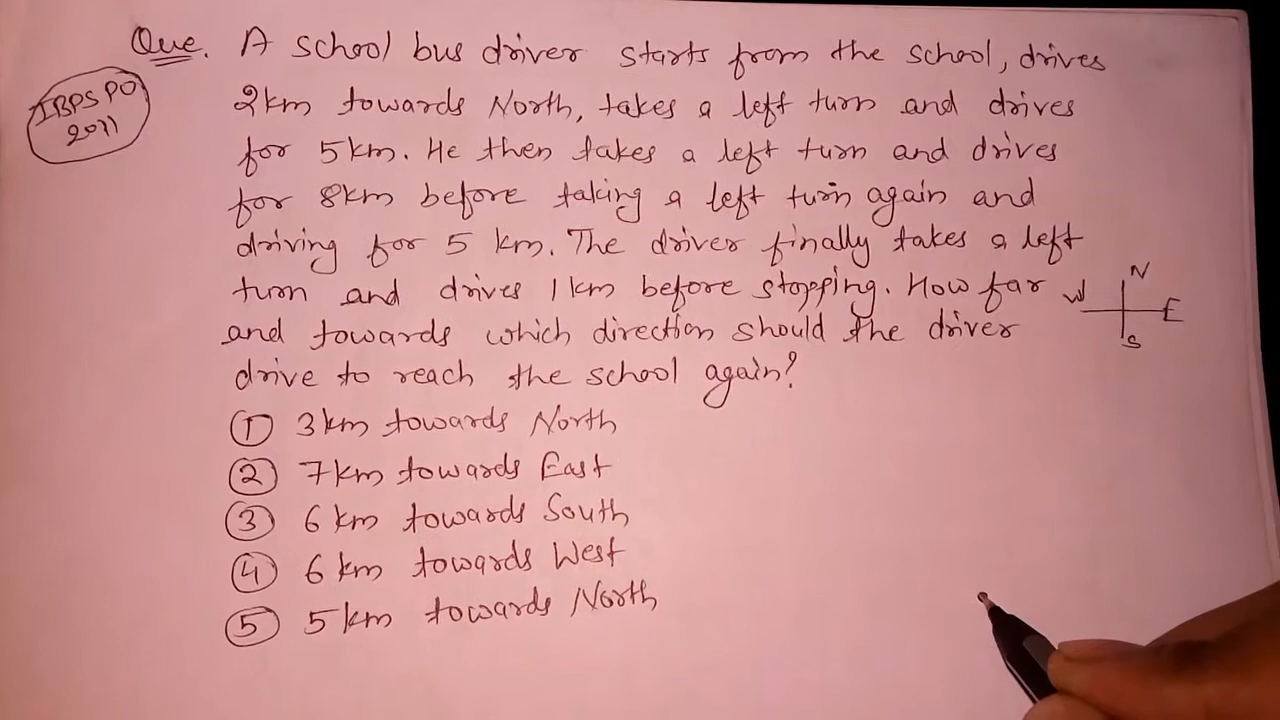 Que. A school bus driver starts from the school, drives
IBPS PO
2011
2km towards North, takes a left turn and drives
for 5km. He then takes a left turn and drives
for 8km before taking a left turn again and
driving for 5 km. The driver finally takes a left
turn and drives 1km before stopping. How far
and towards which direction should the driver
drive to reach the school again?
N
W E
S
① 3km towards North
② 7km towards East
③ 6 km towards South
④ 6 km towards West
⑤ 5km towards North